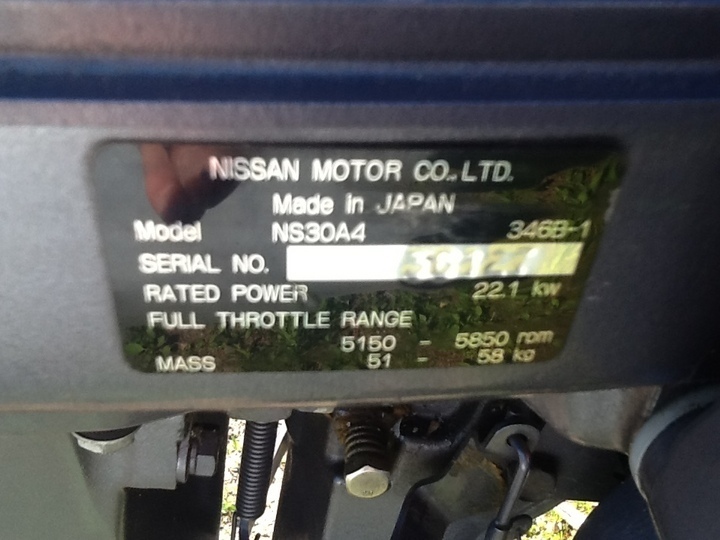 NISSAN MOTOR CO., LTD.
Made in JAPAN
Model NS30A4 346B-1
SERIAL NO.
RATED POWER 22.1 kw
FULL THROTTLE RANGE
5150 - 5850 rpm
MASS 51 - 58 kg